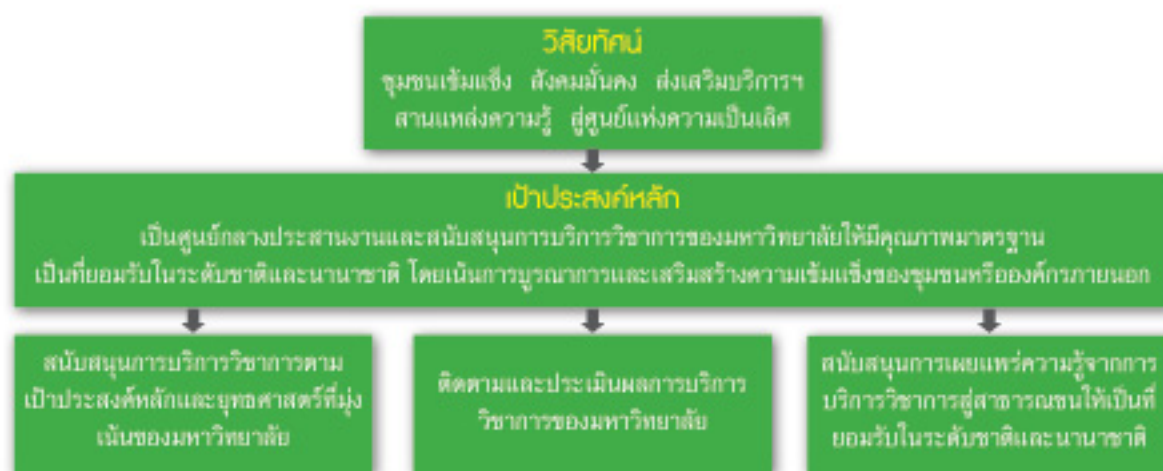 วิสัยทัศน์
ชุมชนเข้มแข็ง สังคมมั่นคง ส่งเสริมบริการฯ
สานแหล่งความรู้ สู่ศูนย์แห่งความเป็นเลิศ
เป้าประสงค์หลัก
เป็นศูนย์กลางประสานงานและสนับสนุนการบริการวิชาการของมหาวิทยาลัยให้มีคุณภาพมาตรฐาน
เป็นที่ยอมรับในระดับชาติและนานาชาติ โดยเน้นการบูรณาการและเสริมสร้างความเข้มแข็งของชุมชนหรือองค์กรภายนอก
สนับสนุนการบริการวิชาการตาม
เป้าประสงค์หลักและยุทธศาสตร์ที่มุ่ง
เน้นของมหาวิทยาลัย
ติดตามและประเมินผลการบริการ
วิชาการของมหาวิทยาลัย
สนับสนุนการเผยแพร่ความรู้จากการ
บริการวิชาการสู่สาธารณชนให้เป็นที่
ยอมรับในระดับชาติและนานาชาติ